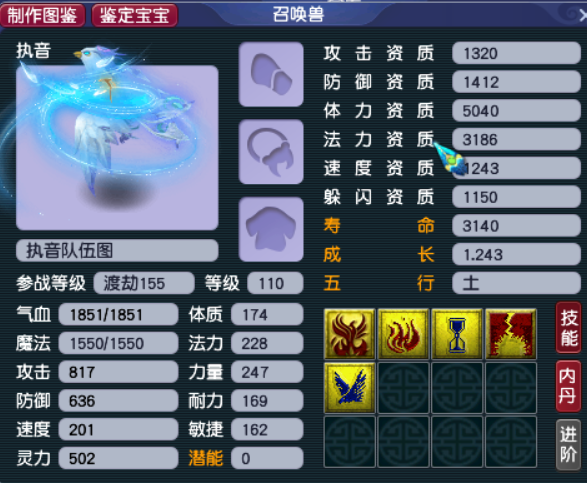 制作图鉴 鉴定宝宝 召唤兽
执音
执音队伍图
参战等级 渡劫155 等级 110
气血 1851/1851 体质 174
魔法 1550/1550 法力 228
攻击 817 力量 247
防御 636 耐力 169
速度 201 敏捷 162
灵力 502 潜能 0
攻击资质 1320
防御资质 1412
体力资质 5040
法力资质 3186
速度资质 1243
躲闪资质 1150
寿命 3140
成长 1.243
五行 土
技能
内丹
进阶